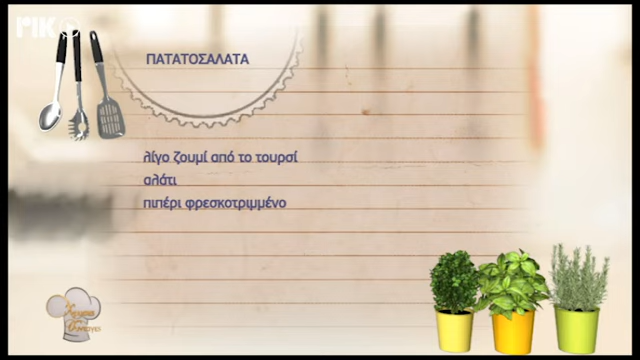 ΡΙΚ
ΠΑΤΑΤΟΣΑΛΑΤΑ
λίγο ζουμί από το τουρσί
αλάτι
πιπέρι φρεσκοτριμμένο